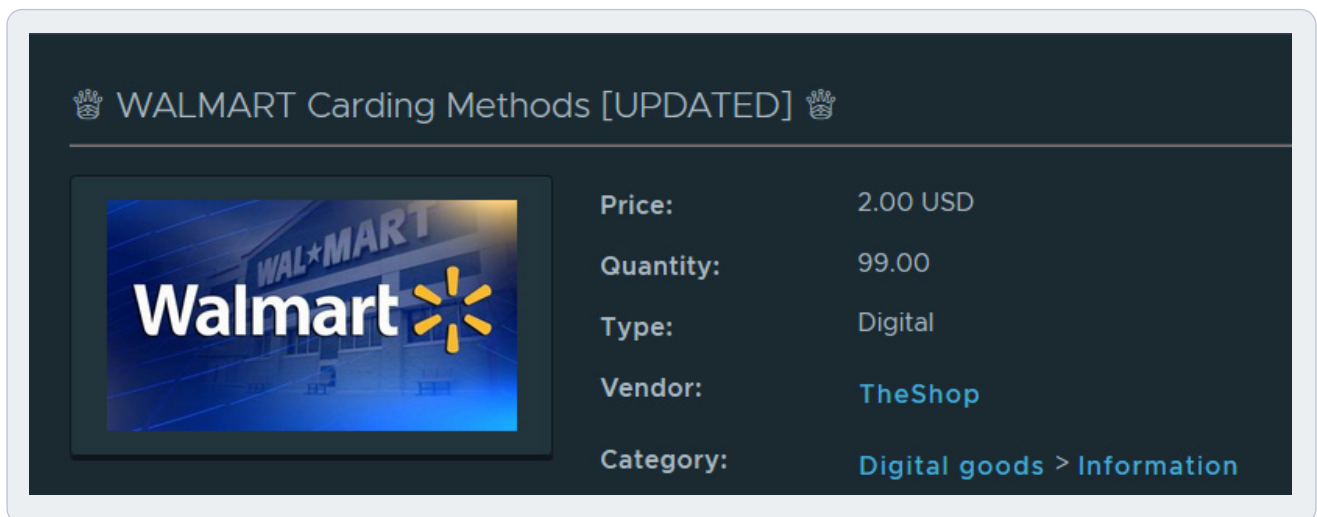 ♕ WALMART Carding Methods [UPDATED] ♕
WAL★MART
Walmart
Price: 2.00 USD
Quantity: 99.00
Type: Digital
Vendor: TheShop
Category: Digital goods > Information